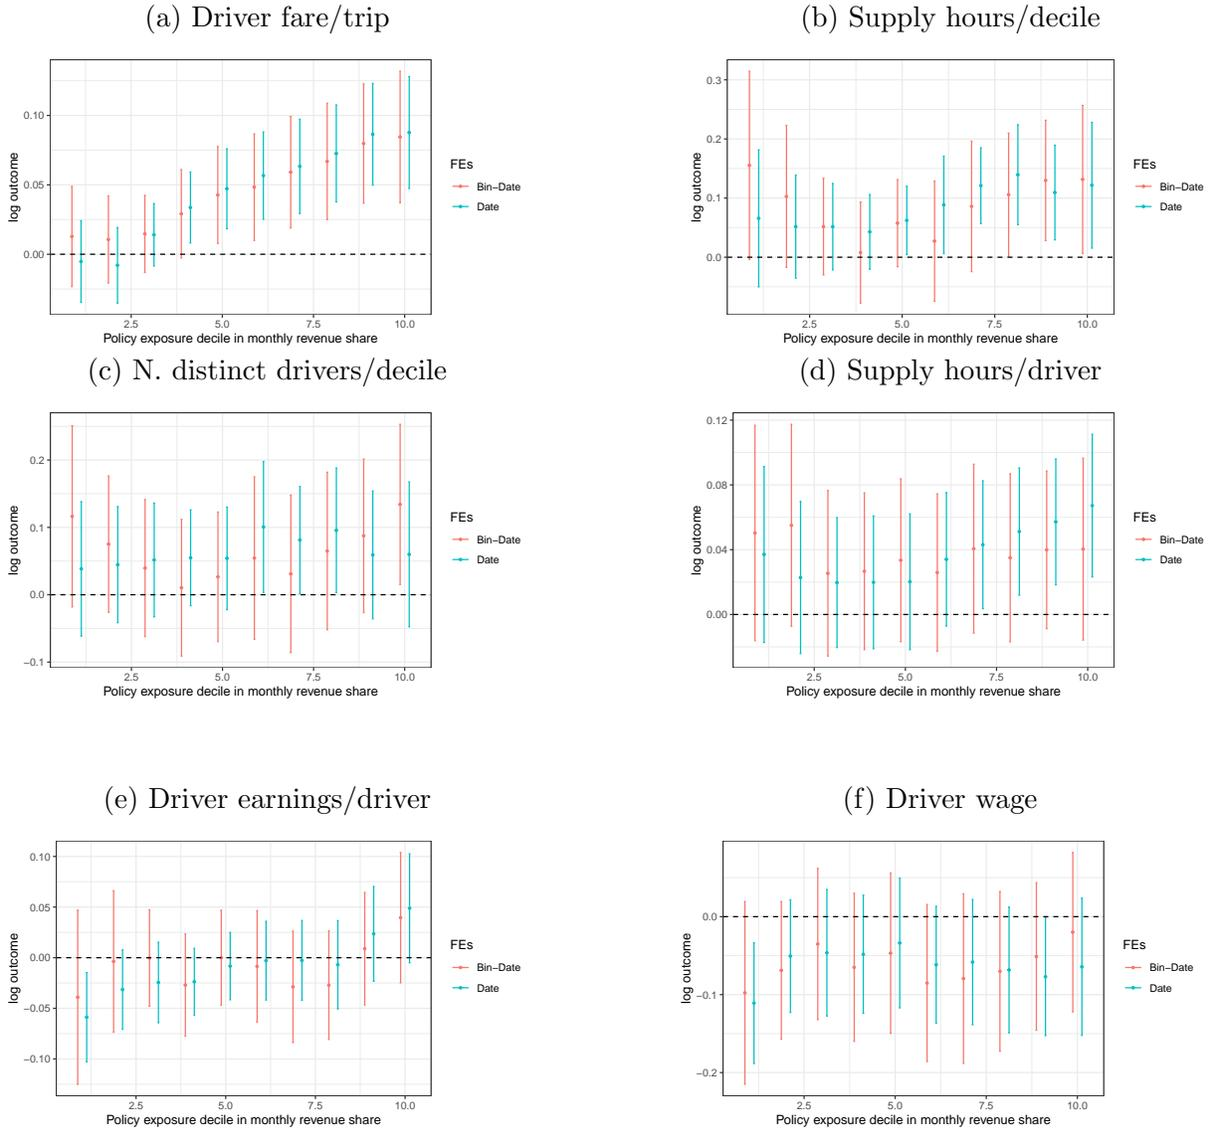 (a) Driver fare/trip
log outcome
0.10
0.05
0.00
2.5 5.0 7.5 10.0
Policy exposure decile in monthly revenue share
FEs
Bin−Date
Date
(b) Supply hours/decile
log outcome
0.3
0.2
0.1
0.0
2.5 5.0 7.5 10.0
Policy exposure decile in monthly revenue share
FEs
Bin−Date
Date
(c) N. distinct drivers/decile
log outcome
0.2
0.1
0.0
−0.1
2.5 5.0 7.5 10.0
Policy exposure decile in monthly revenue share
FEs
Bin−Date
Date
(d) Supply hours/driver
log outcome
0.12
0.08
0.04
0.00
2.5 5.0 7.5 10.0
Policy exposure decile in monthly revenue share
FEs
Bin−Date
Date
(e) Driver earnings/driver
log outcome
0.10
0.05
0.00
−0.05
−0.10
2.5 5.0 7.5 10.0
Policy exposure decile in monthly revenue share
FEs
Bin−Date
Date
(f) Driver wage
log outcome
0.0
−0.1
−0.2
2.5 5.0 7.5 10.0
Policy exposure decile in monthly revenue share
FEs
Bin−Date
Date